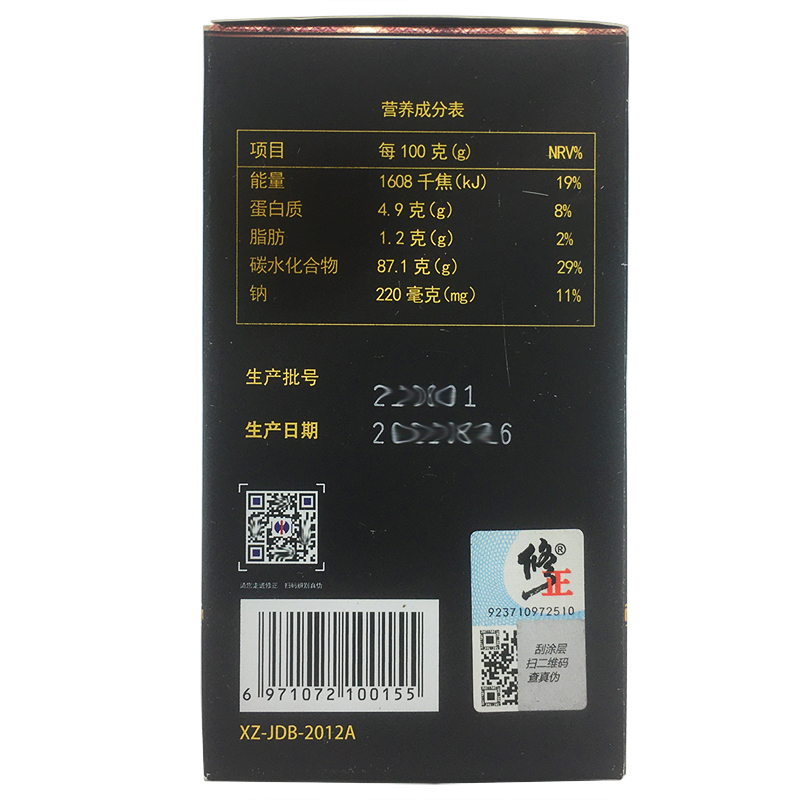 营养成分表
项目 每100克(g) NRV%
能量 1608千焦(kJ) 19%
蛋白质 4.9克(g) 8%
脂肪 1.2克(g) 2%
碳水化合物 87.1克(g) 29%
钠 220毫克(mg) 11%
生产批号
生产日期
修正®
923710972510
刮涂层
扫二维码
查真伪
6 971072 100155
XZ-JDB-2012A